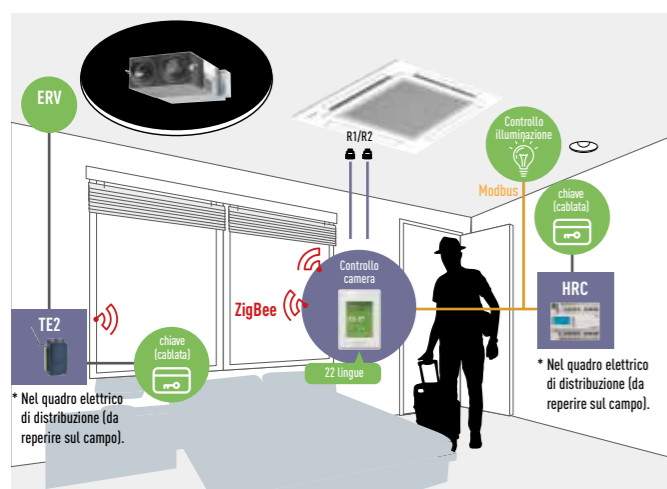 ERV
R1/R2
Controllo
illuminazione
Modbus
chiave
(cablata)
Controllo
camera
ZigBee
22 lingue
TE2
chiave
(cablata)
HRC
* Nel quadro elettrico
di distribuzione (da
reperire sul campo).
* Nel quadro elettrico
di distribuzione (da
reperire sul campo).